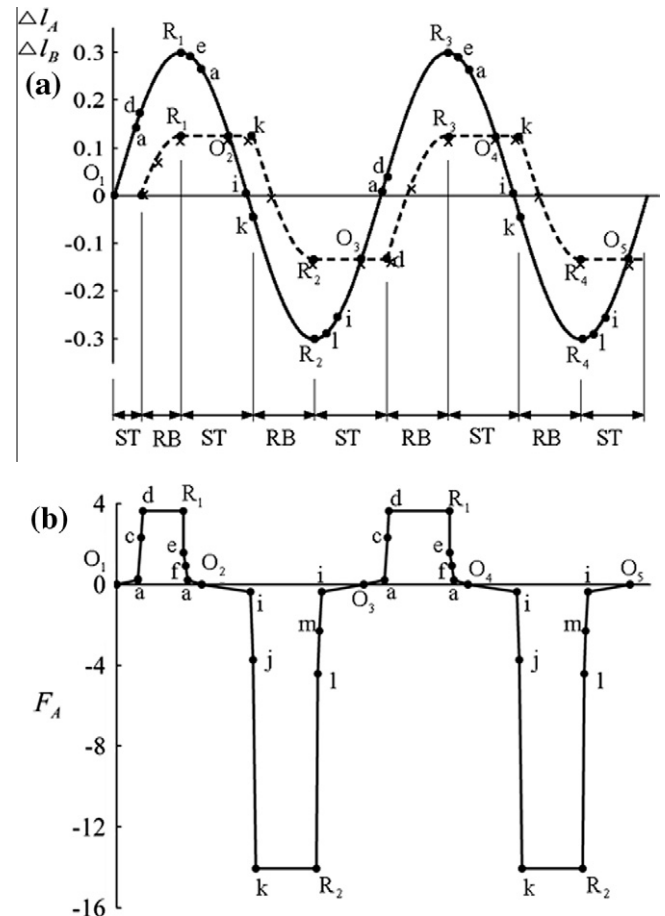 △l_A
△l_B
(a)
0.3
0.2
0.1
0
-0.1
-0.2
-0.3
R₁ e a R₃ e a
d a R₁ k R₃ k
O₁ O₂ O₄
i k a d i k
O₃ O₅
R₂ d R₄
i l i l
R₂ R₄
ST RB ST RB ST RB ST RB ST
(b)
4
0
-4
-8
-12
-16
F_A
d R₁ d R₁
c e c e
O₁ f O₂ f O₄ O₅
a a i i O₃ a a i i
j m l j m l
k R₂ k R₂